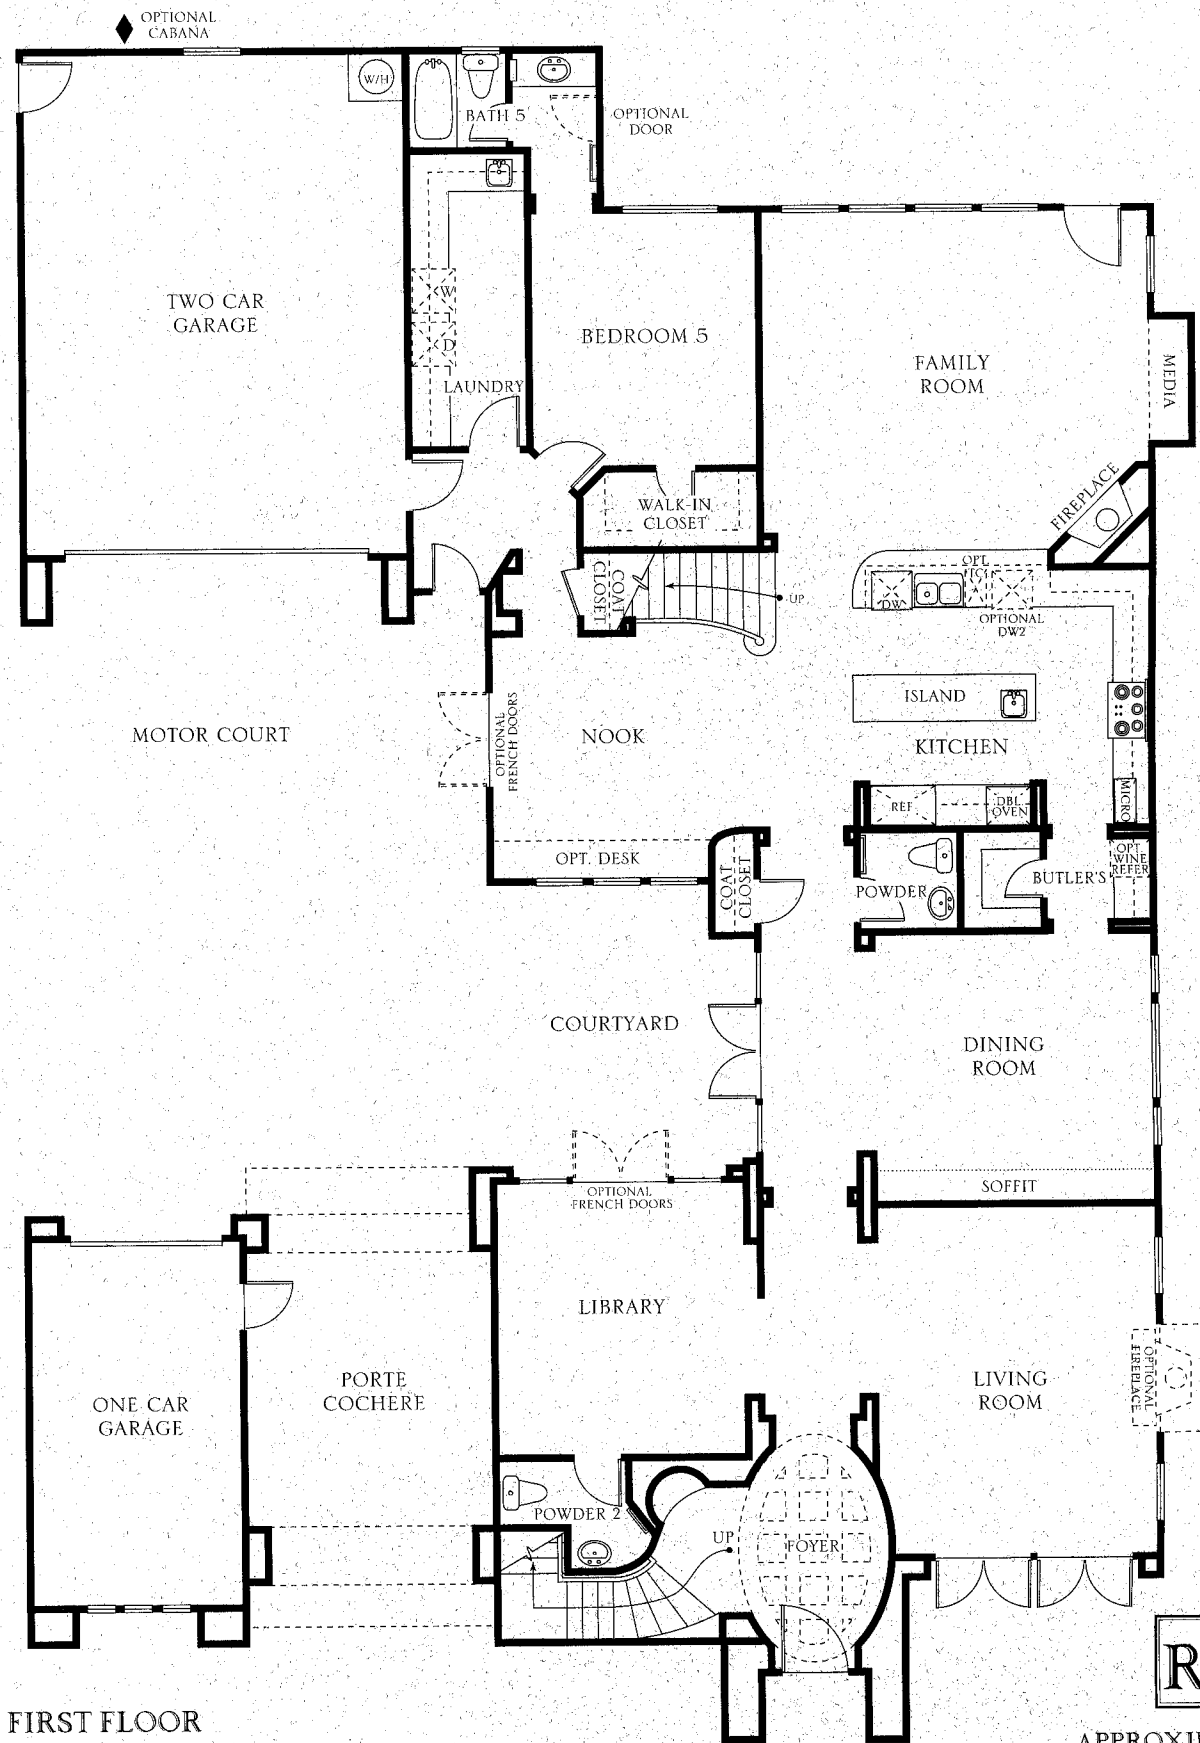 OPTIONAL
CABANA
W/H
BATH 5
OPTIONAL
DOOR
TWO CAR
GARAGE
W
D
LAUNDRY
BEDROOM 5
FAMILY
ROOM
MEDIA
WALK-IN
CLOSET
FIREPLACE
COAT
CLOSET
UP
DW
OPT.
TC
OPTIONAL
DW2
ISLAND
KITCHEN
MOTOR COURT
OPTIONAL
FRENCH DOORS
NOOK
REF
DBL
OVEN
MICRO
OPT. DESK
COAT
CLOSET
POWDER
BUTLER'S
OPT
WINE
REFER
COURTYARD
DINING
ROOM
SOFFIT
OPTIONAL
FRENCH DOORS
LIBRARY
PORTE
COCHERE
ONE CAR
GARAGE
LIVING
ROOM
OPTIONAL
FIREPLACE
POWDER 2
UP
FOYER
R
FIRST FLOOR